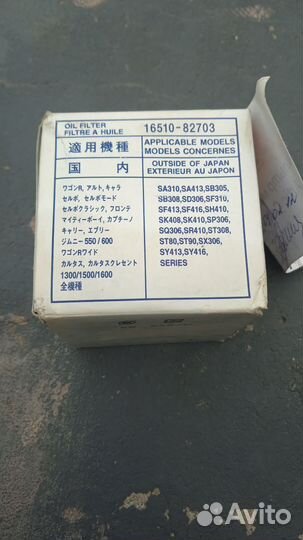 OIL FILTER
FILTRE A HUILE
16510-82703
適用機種
APPLICABLE MODELS
MODELS CONCERNES
国内
OUTSIDE OF JAPAN
EXTERIEUR AU JAPON
ワゴンR, アルト, キャラ
セルボ, セルボモード
セルボクラシック, フロンテ
マイティーボーイ, カプチーノ
キャリー, エブリー
ジムニー 550/600
ワゴンRワイド
カルタス, カルタスクレセント
1300/1500/1600
全機種
SA310,SA413,SB305,
SB308,SD306,SF310,
SF413,SF416,SH410,
SK408,SK410,SP306,
SQ306,SR410,ST308,
ST80,ST90,SX306,
SY413,SY416,
SERIES
Avito